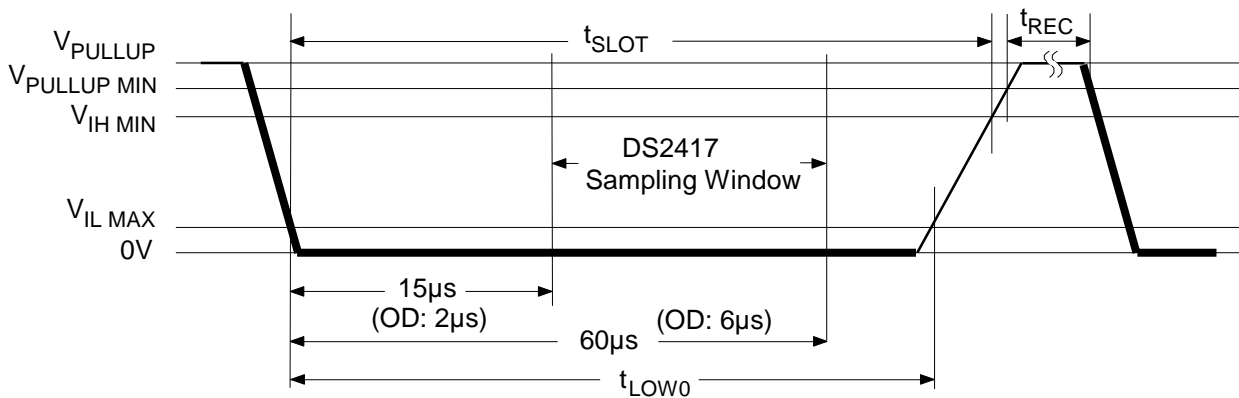 V_PULLUP
V_PULLUP MIN
V_IH MIN
V_IL MAX
0V
t_SLOT
t_REC
DS2417
Sampling Window
15µs
(OD: 2µs)
(OD: 6µs)
60µs
t_LOW0